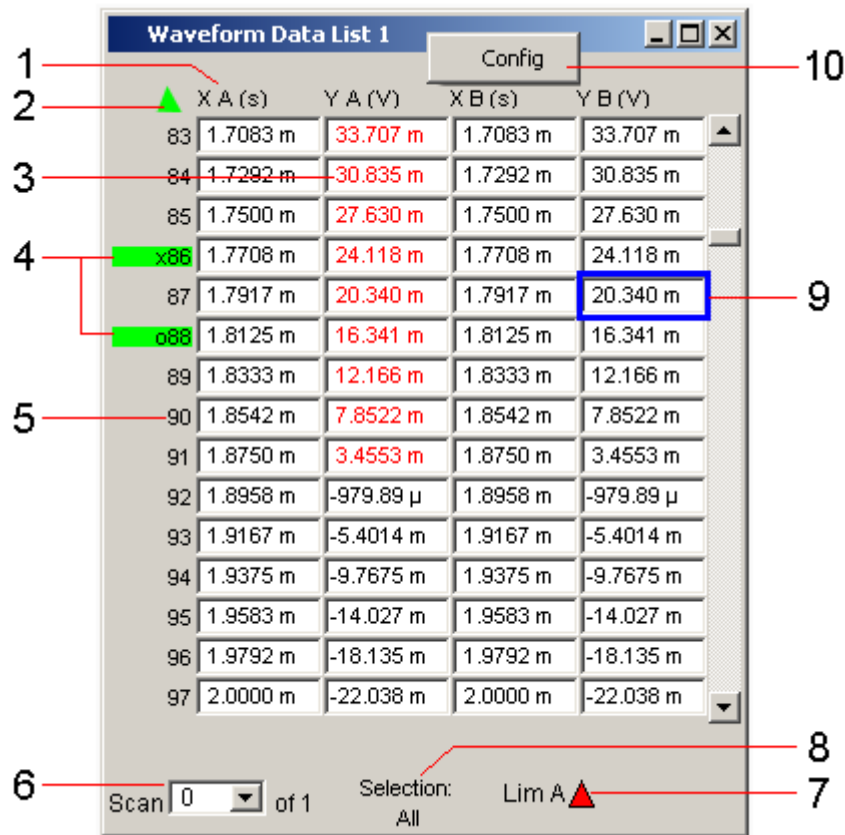 Waveform Data List 1
Config
1
10
X A (s) Y A (V) X B (s) Y B (V)
2
83 1.7083 m 33.707 m 1.7083 m 33.707 m
3
84 1.7292 m 30.835 m 1.7292 m 30.835 m
85 1.7500 m 27.630 m 1.7500 m 27.630 m
4
x86 1.7708 m 24.118 m 1.7708 m 24.118 m
87 1.7917 m 20.340 m 1.7917 m 20.340 m
9
o88 1.8125 m 16.341 m 1.8125 m 16.341 m
89 1.8333 m 12.166 m 1.8333 m 12.166 m
5
90 1.8542 m 7.8522 m 1.8542 m 7.8522 m
91 1.8750 m 3.4553 m 1.8750 m 3.4553 m
92 1.8958 m -979.89 µ 1.8958 m -979.89 µ
93 1.9167 m -5.4014 m 1.9167 m -5.4014 m
94 1.9375 m -9.7675 m 1.9375 m -9.7675 m
95 1.9583 m -14.027 m 1.9583 m -14.027 m
96 1.9792 m -18.135 m 1.9792 m -18.135 m
97 2.0000 m -22.038 m 2.0000 m -22.038 m
8
6
Scan 0 of 1
Selection:
All
Lim A
7